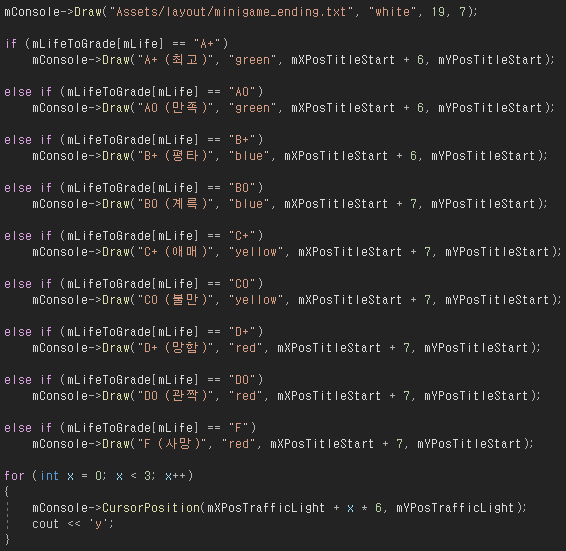 mConsole->Draw("Assets/layout/minigame_ending.txt", "white", 19, 7);
if (mLifeToGrade[mLife] == "A+")
mConsole->Draw("A+ (최고)", "green", mXPosTitleStart + 6, mYPosTitleStart);
else if (mLifeToGrade[mLife] == "A0")
mConsole->Draw("A0 (만족)", "green", mXPosTitleStart + 6, mYPosTitleStart);
else if (mLifeToGrade[mLife] == "B+")
mConsole->Draw("B+ (평타)", "blue", mXPosTitleStart + 6, mYPosTitleStart);
else if (mLifeToGrade[mLife] == "B0")
mConsole->Draw("B0 (계륵)", "blue", mXPosTitleStart + 7, mYPosTitleStart);
else if (mLifeToGrade[mLife] == "C+")
mConsole->Draw("C+ (애매)", "yellow", mXPosTitleStart + 7, mYPosTitleStart);
else if (mLifeToGrade[mLife] == "C0")
mConsole->Draw("C0 (불만)", "yellow", mXPosTitleStart + 7, mYPosTitleStart);
else if (mLifeToGrade[mLife] == "D+")
mConsole->Draw("D+ (망함)", "red", mXPosTitleStart + 7, mYPosTitleStart);
else if (mLifeToGrade[mLife] == "D0")
mConsole->Draw("D0 (관짝)", "red", mXPosTitleStart + 7, mYPosTitleStart);
else if (mLifeToGrade[mLife] == "F")
mConsole->Draw("F (사망)", "red", mXPosTitleStart + 7, mYPosTitleStart);
for (int x = 0; x < 3; x++)
{
mConsole->CursorPosition(mXPosTrafficLight + x * 6, mYPosTrafficLight);
cout << 'y';
}